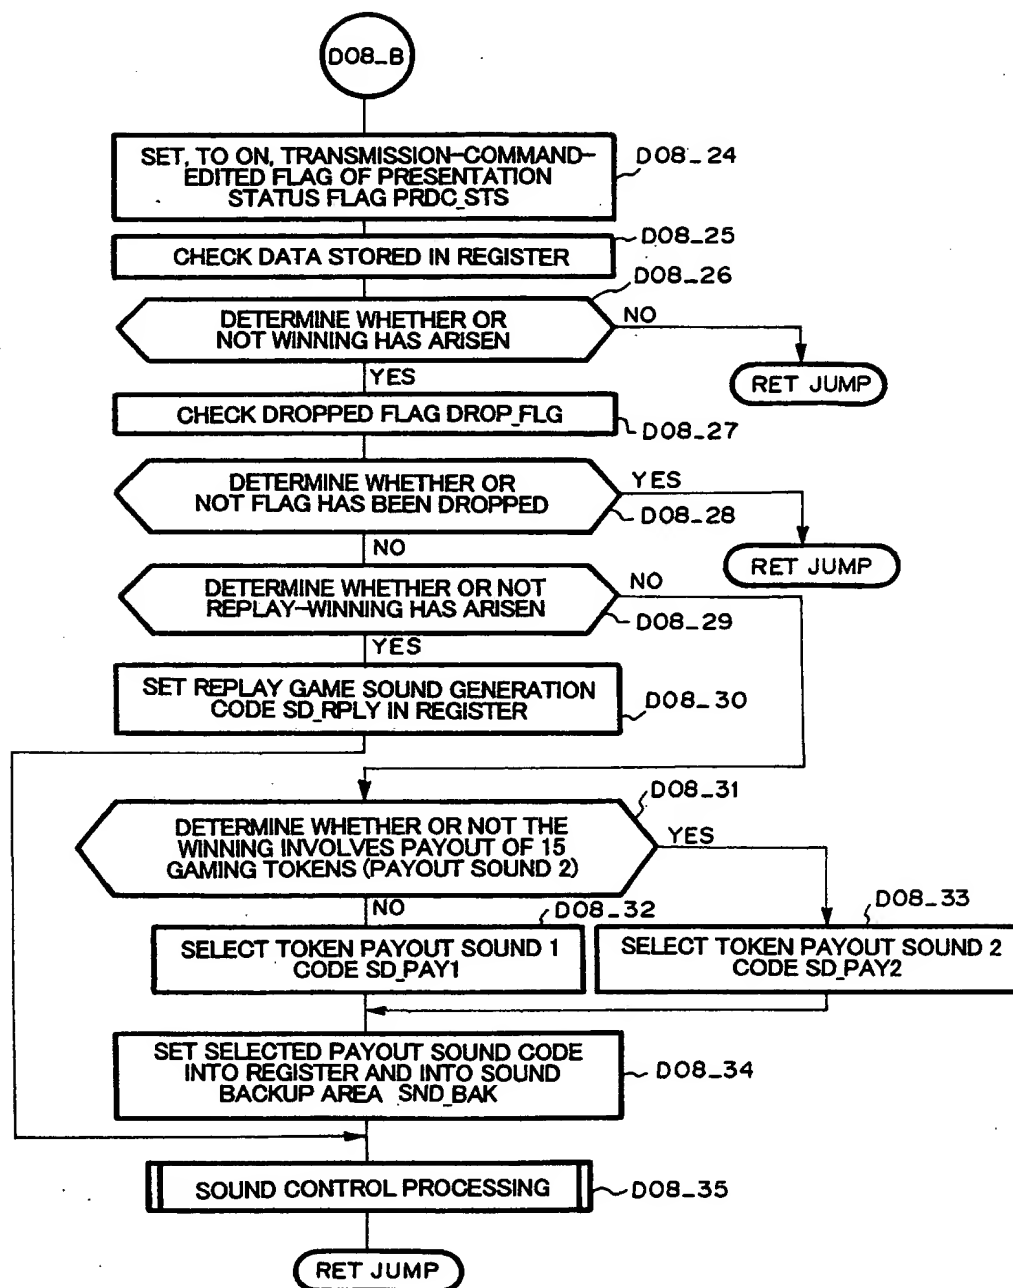 D08_B
SET, TO ON, TRANSMISSION-COMMAND-
EDITED FLAG OF PRESENTATION
STATUS FLAG PRDC_STS
D08_24
D08_25
CHECK DATA STORED IN REGISTER
D08_26
DETERMINE WHETHER OR
NOT WINNING HAS ARISEN
NO
RET JUMP
YES
CHECK DROPPED FLAG DROP_FLG
D08_27
DETERMINE WHETHER OR
NOT FLAG HAS BEEN DROPPED
YES
D08_28
RET JUMP
NO
DETERMINE WHETHER OR NOT
REPLAY-WINNING HAS ARISEN
NO
D08_29
YES
SET REPLAY GAME SOUND GENERATION
CODE SD_RPLY IN REGISTER
D08_30
D08_31
DETERMINE WHETHER OR NOT THE
WINNING INVOLVES PAYOUT OF 15
GAMING TOKENS (PAYOUT SOUND 2)
YES
NO
D08_32
D08_33
SELECT TOKEN PAYOUT SOUND 1
CODE SD_PAY1
SELECT TOKEN PAYOUT SOUND 2
CODE SD_PAY2
SET SELECTED PAYOUT SOUND CODE
INTO REGISTER AND INTO SOUND
BACKUP AREA SND_BAK
D08_34
SOUND CONTROL PROCESSING
D08_35
RET JUMP